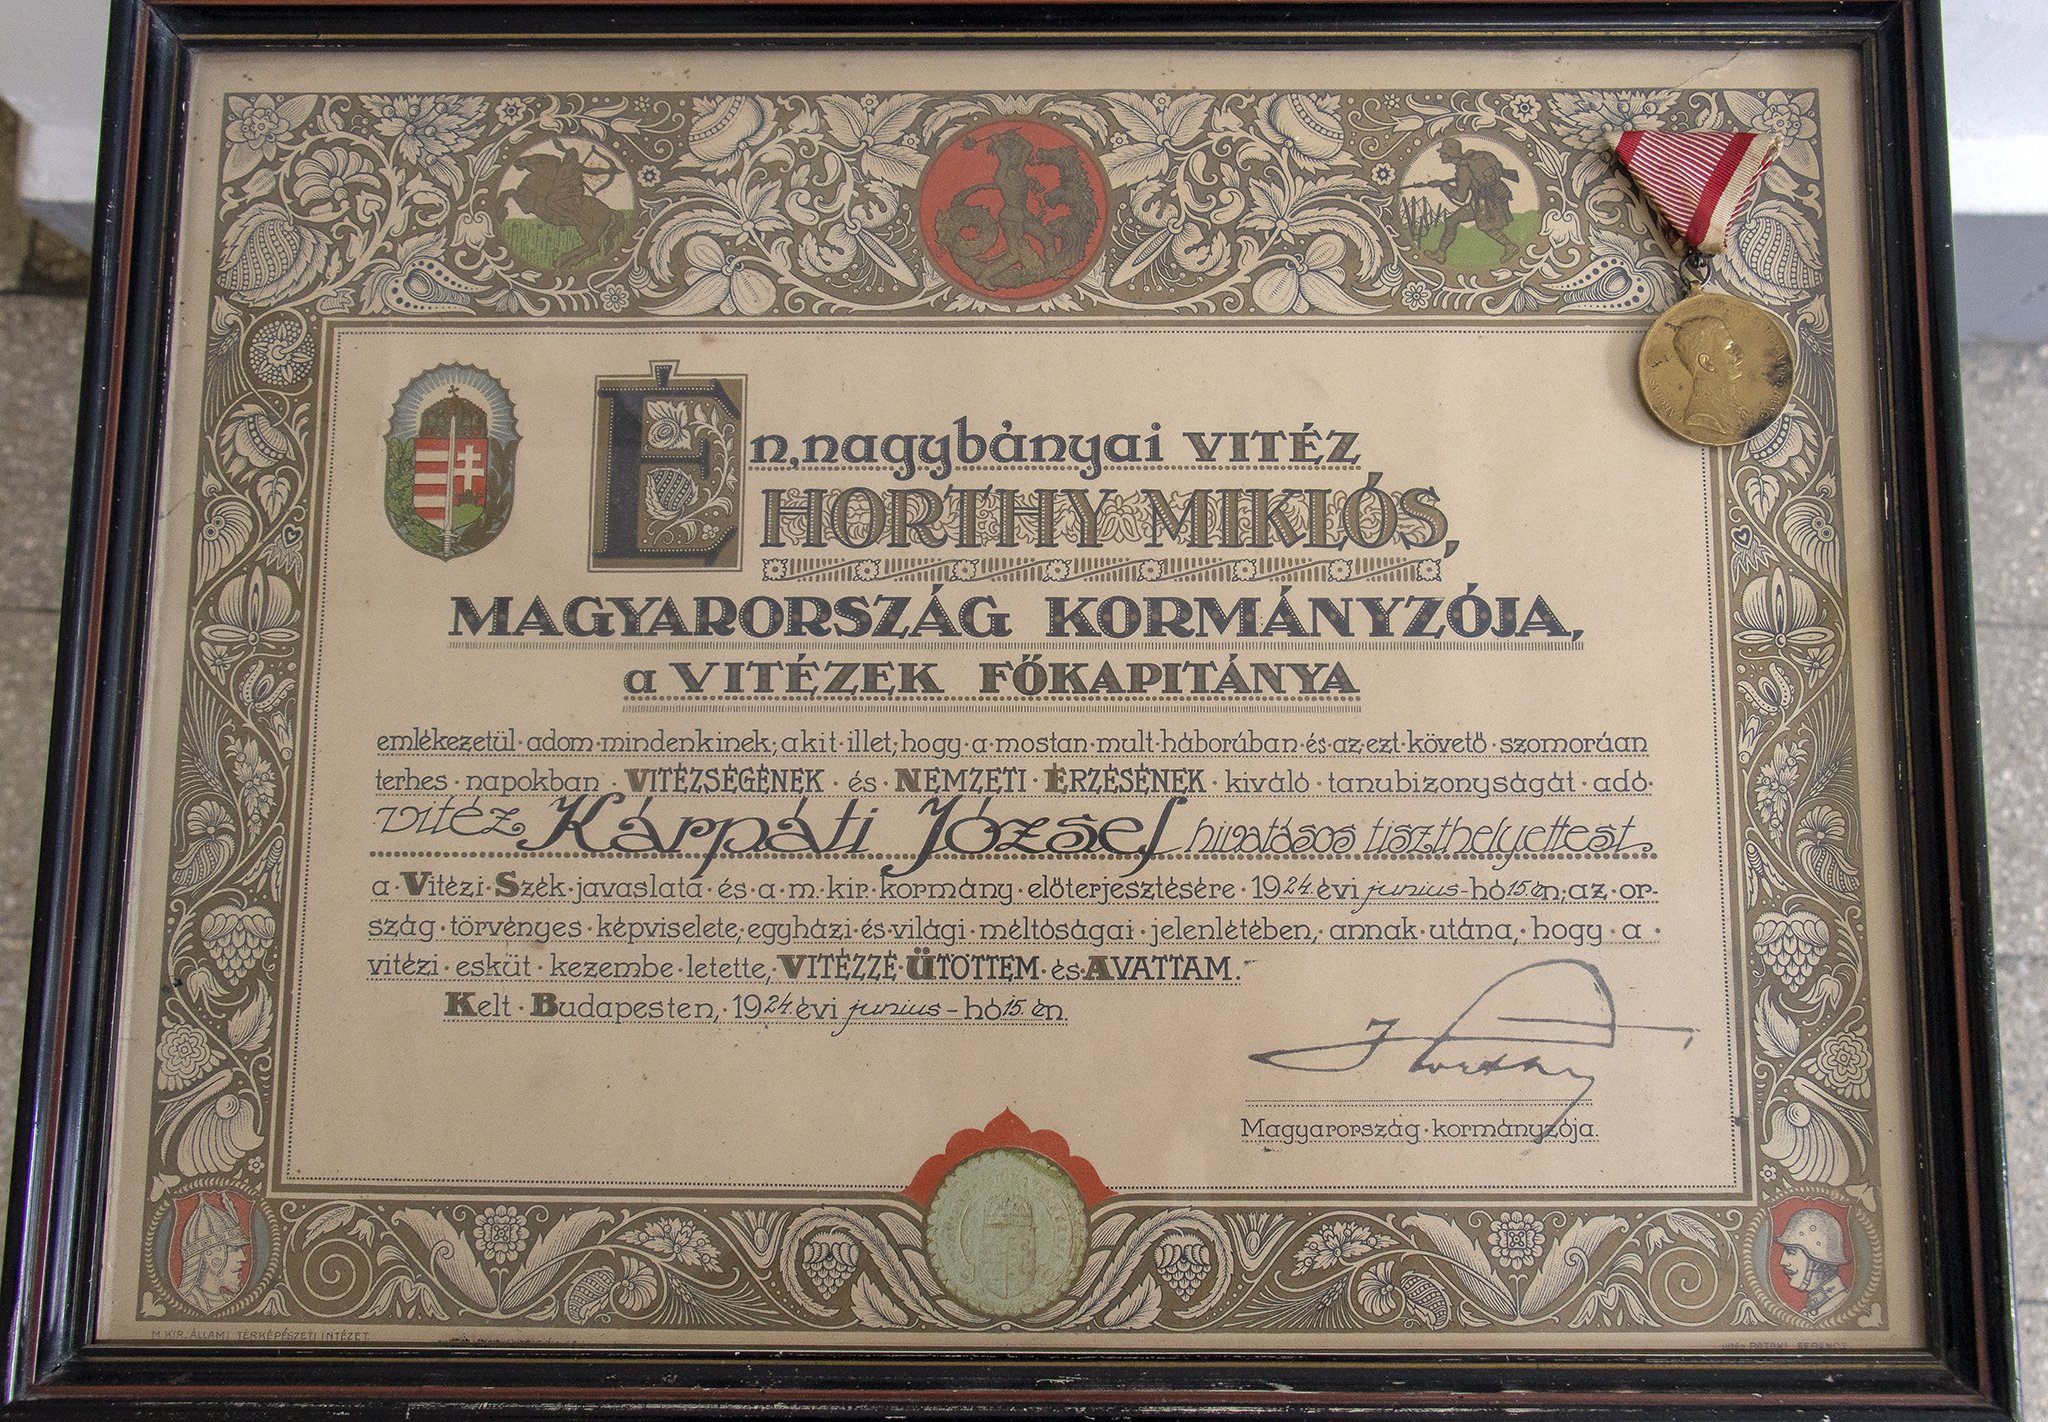 Én, nagybányai VITÉZ
HORTHY MIKLÓS,
MAGYARORSZÁG KORMÁNYZÓJA,
a VITÉZEK FŐKAPITÁNYA
emlékezetül adom mindenkinek, akit illet, hogy a mostan mult háborúban és az ezt követő szomorúan
terhes napokban VITÉZSÉGÉNEK és NEMZETI ÉRZÉSÉNEK kiváló tanubizonyságát adó
vitéz Kárpáti József hivatásos tiszthelyettest
a Vitézi Szék javaslata és a m. kir. kormány előterjesztésére 1924. évi junius-hó 15.én, az or-
szág törvényes képviselete, egyházi és világi méltóságai jelenlétében, annak utána, hogy a
vitézi esküt kezembe letette, VITÉZZÉ ÜTÖTTEM és AVATTAM.
Kelt Budapesten, 1924. évi junius-hó 15. én.
Horthy
Magyarország kormányzója.
M. KIR. ÁLLAMI TÉRKÉPÉSZETI INTÉZET.